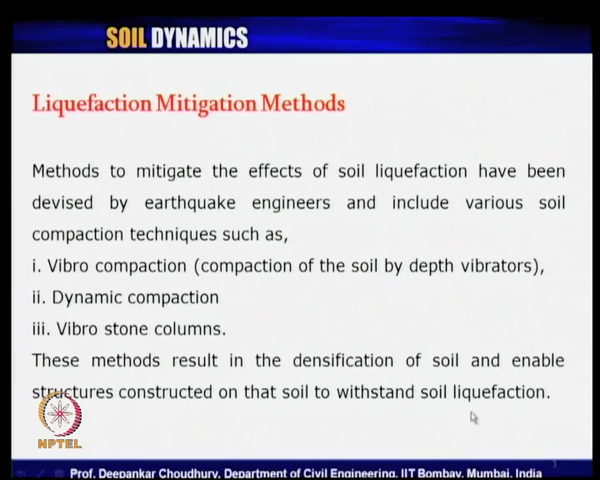 SOIL DYNAMICS
Liquefaction Mitigation Methods
Methods to mitigate the effects of soil liquefaction have been
devised by earthquake engineers and include various soil
compaction techniques such as,
i. Vibro compaction (compaction of the soil by depth vibrators),
ii. Dynamic compaction
iii. Vibro stone columns.
These methods result in the densification of soil and enable
structures constructed on that soil to withstand soil liquefaction.
NPTEL
Prof. Deepankar Choudhury, Department of Civil Engineering, IIT Bombay, Mumbai, India
1